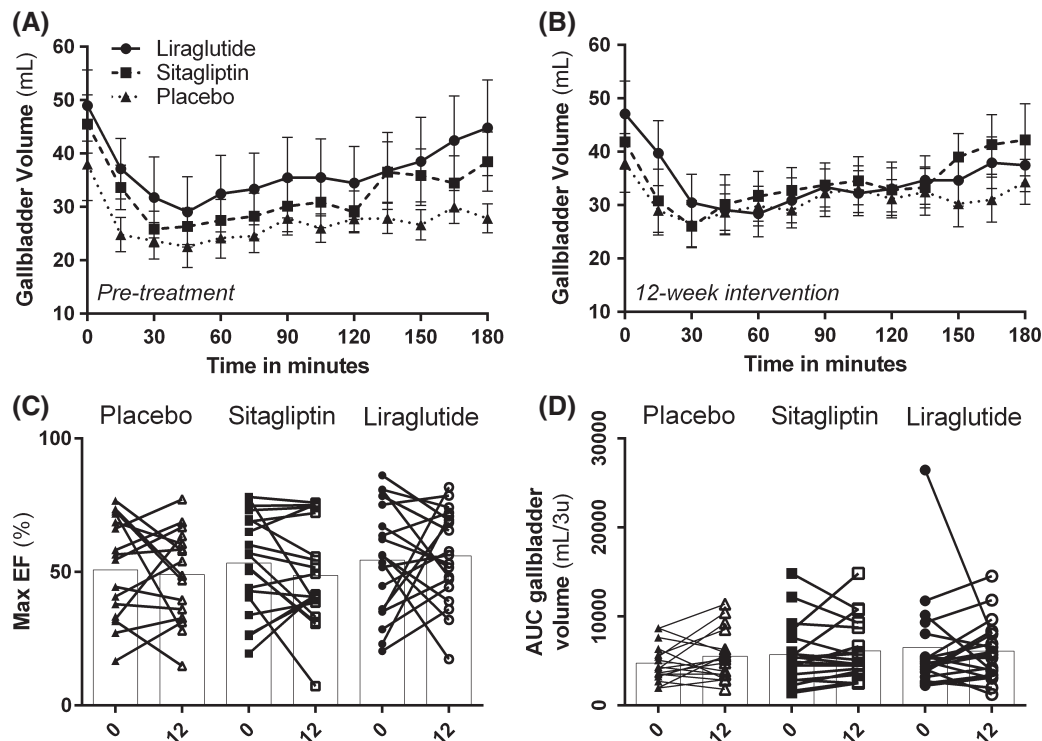 (A)
60
50
40
30
20
10
Gallbladder Volume (mL)
Liraglutide
Sitagliptin
Placebo
Pre-treatment
0 30 60 90 120 150 180
Time in minutes
(B)
60
50
40
30
20
10
Gallbladder Volume (mL)
12-week intervention
0 30 60 90 120 150 180
Time in minutes
(C)
Placebo Sitagliptin Liraglutide
100
50
0
Max EF (%)
0 12 0 12 0 12
(D)
Placebo Sitagliptin Liraglutide
30000
20000
10000
0
AUC gallbladder
volume (mL/3u)
0 12 0 12 0 12